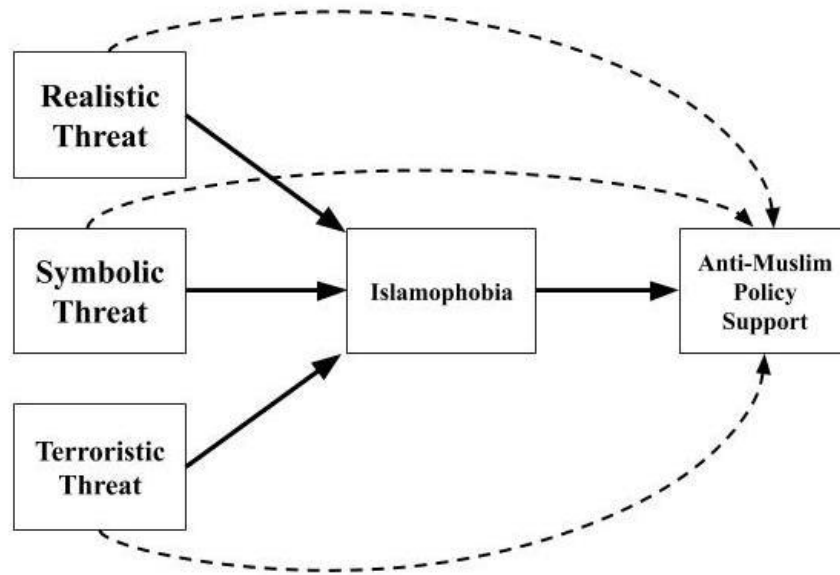 Realistic
Threat
Symbolic
Threat
Islamophobia
Anti-Muslim
Policy
Support
Terroristic
Threat